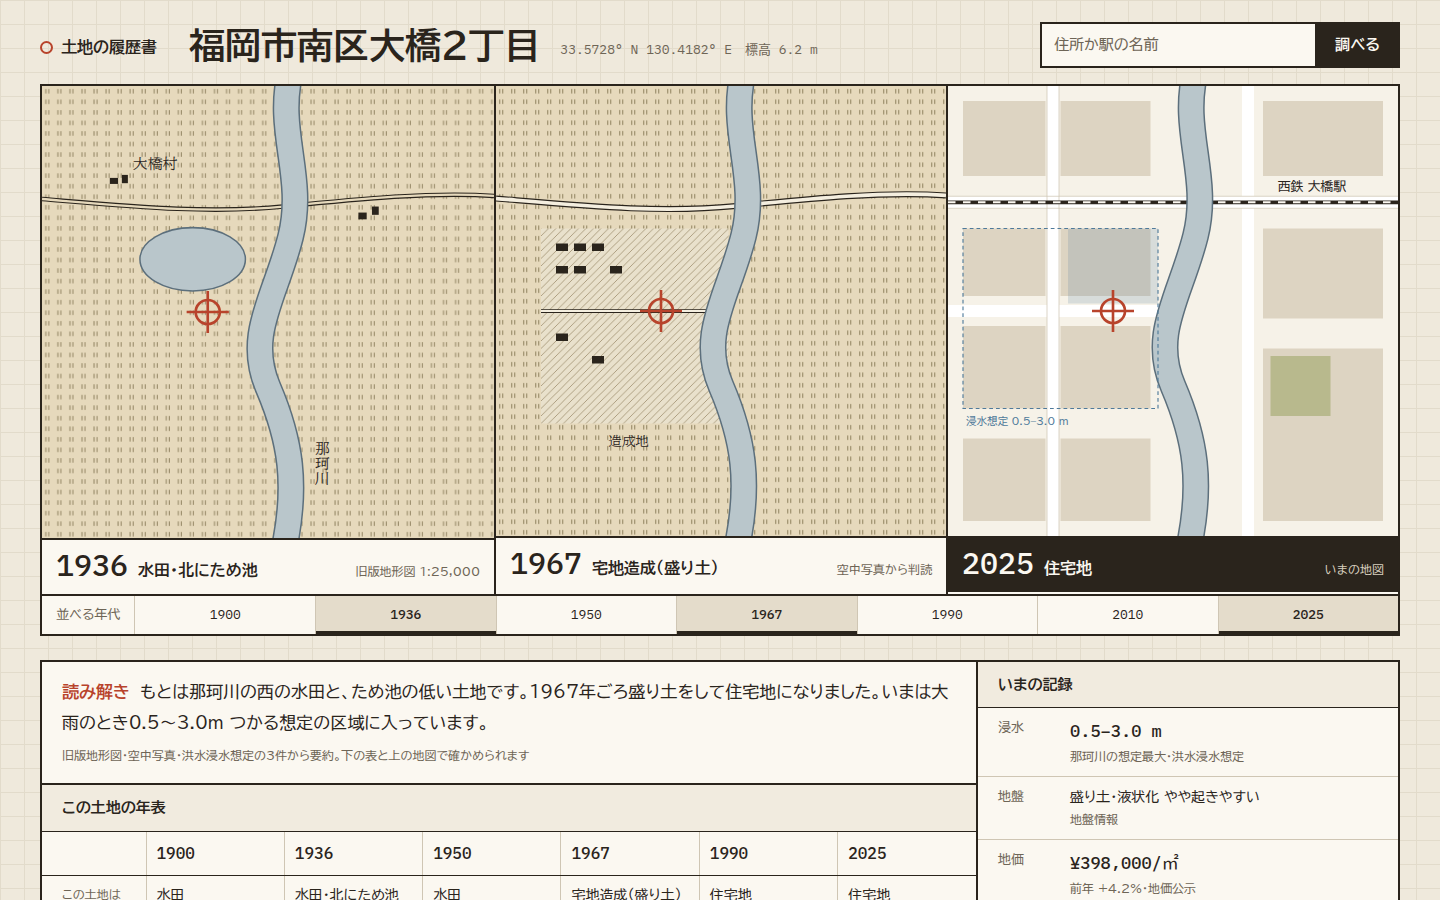 土地の履歴書
福岡市南区大橋2丁目
33.5728° N 130.4182° E 標高 6.2 m
住所か駅の名前
調べる
大橋村
那珂川
造成地
西鉄 大橋駅
浸水想定 0.5–3.0 m
1936 水田・北にため池 旧版地形図 1:25,000
1967 宅地造成(盛り土) 空中写真から判読
2025 住宅地 いまの地図
並べる年代 1900 1936 1950 1967 1990 2010 2025
読み解き もとは那珂川の西の水田と、ため池の低い土地です。1967年ごろ盛り土をして住宅地になりました。いまは大
雨のとき0.5〜3.0m つかる想定の区域に入っています。
旧版地形図・空中写真・洪水浸水想定の3件から要約。下の表と上の地図で確かめられます
この土地の年表
1900 1936 1950 1967 1990 2025
この土地は 水田 水田・北にため池 水田 宅地造成(盛り土) 住宅地 住宅地
いまの記録
浸水 0.5–3.0 m
那珂川の想定最大・洪水浸水想定
地盤 盛り土・液状化 やや起きやすい
地盤情報
地価 ¥398,000/㎡
前年 +4.2%・地価公示